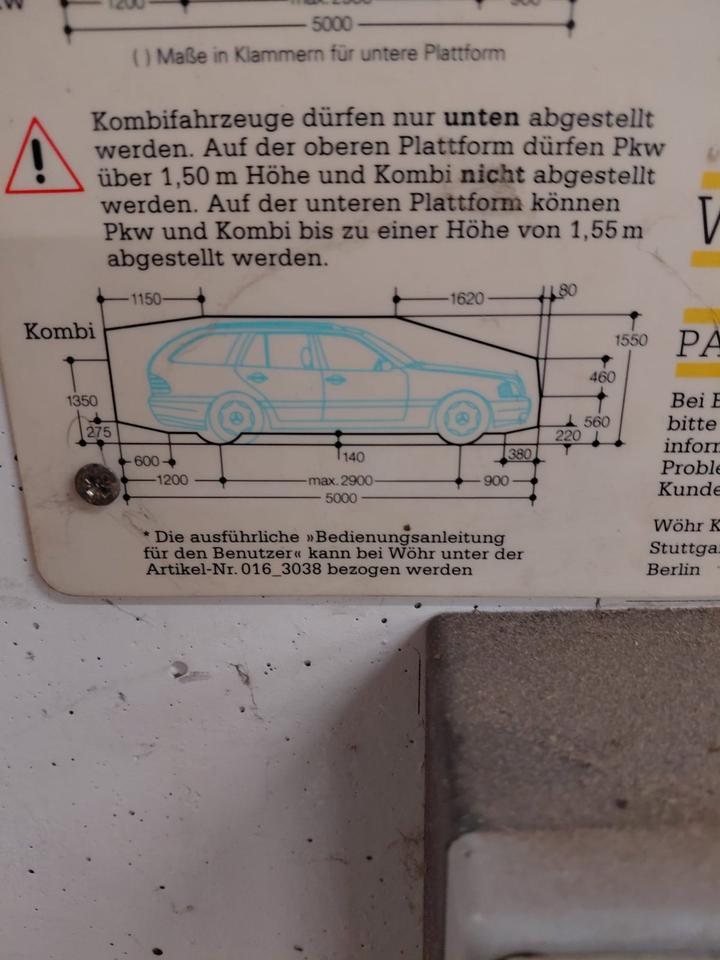 1200
5000
( ) Maße in Klammern für untere Plattform
Kombifahrzeuge dürfen nur unten abgestellt
werden. Auf der oberen Plattform dürfen Pkw
über 1,50 m Höhe und Kombi nicht abgestellt
werden. Auf der unteren Plattform können
Pkw und Kombi bis zu einer Höhe von 1,55 m
abgestellt werden.
1150
1620
80
Kombi
1550
460
1350
560
275
220
600
140
380
1200
max. 2900
900
5000
* Die ausführliche »Bedienungsanleitung
für den Benutzer« kann bei Wöhr unter der
Artikel-Nr. 016_3038 bezogen werden
W
PA
Bei
bitte
inform
Proble
Kunde
Wöhr K
Stuttga
Berlin